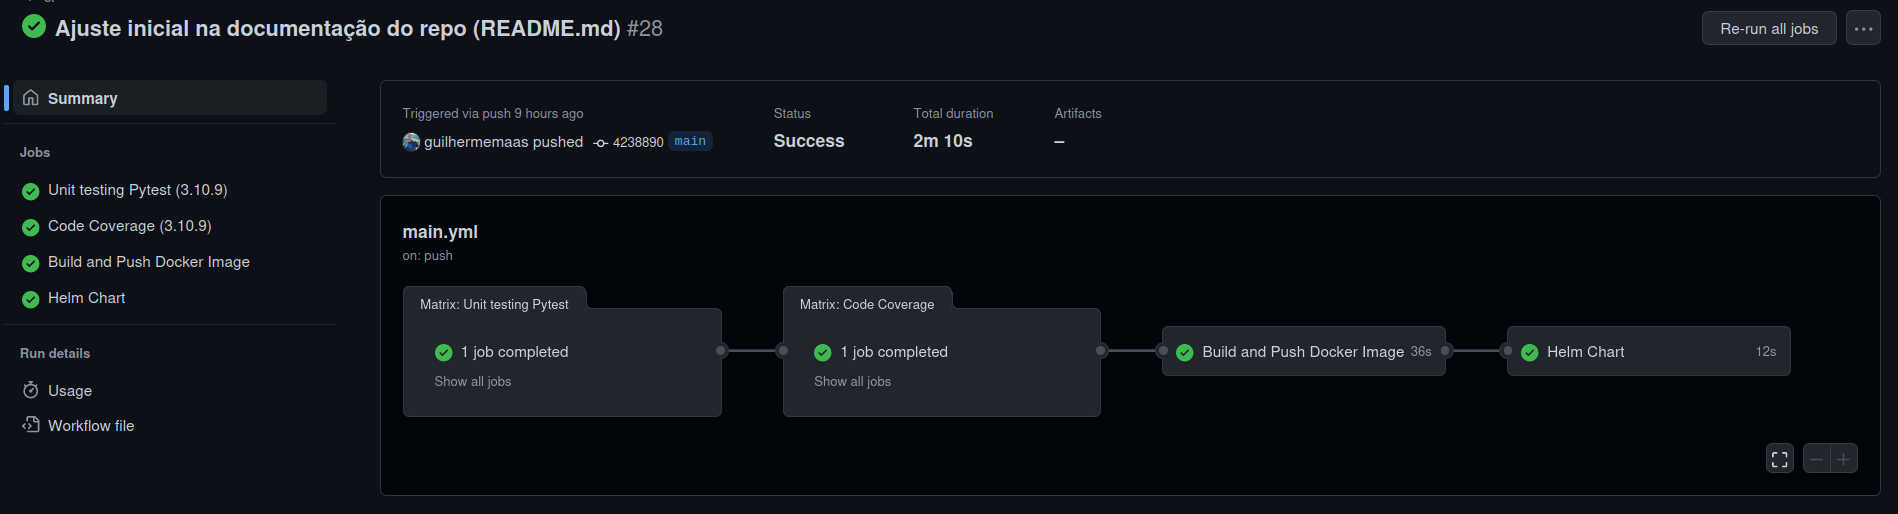 Ajuste inicial na documentação do repo (README.md) #28
Re-run all jobs
Summary
Jobs
Unit testing Pytest (3.10.9)
Code Coverage (3.10.9)
Build and Push Docker Image
Helm Chart
Run details
Usage
Workflow file
Triggered via push 9 hours ago
guilhermemaas pushed 4238890 main
Status
Success
Total duration
2m 10s
Artifacts
–
main.yml
on: push
Matrix: Unit testing Pytest
1 job completed
Show all jobs
Matrix: Code Coverage
1 job completed
Show all jobs
Build and Push Docker Image 36s
Helm Chart 12s